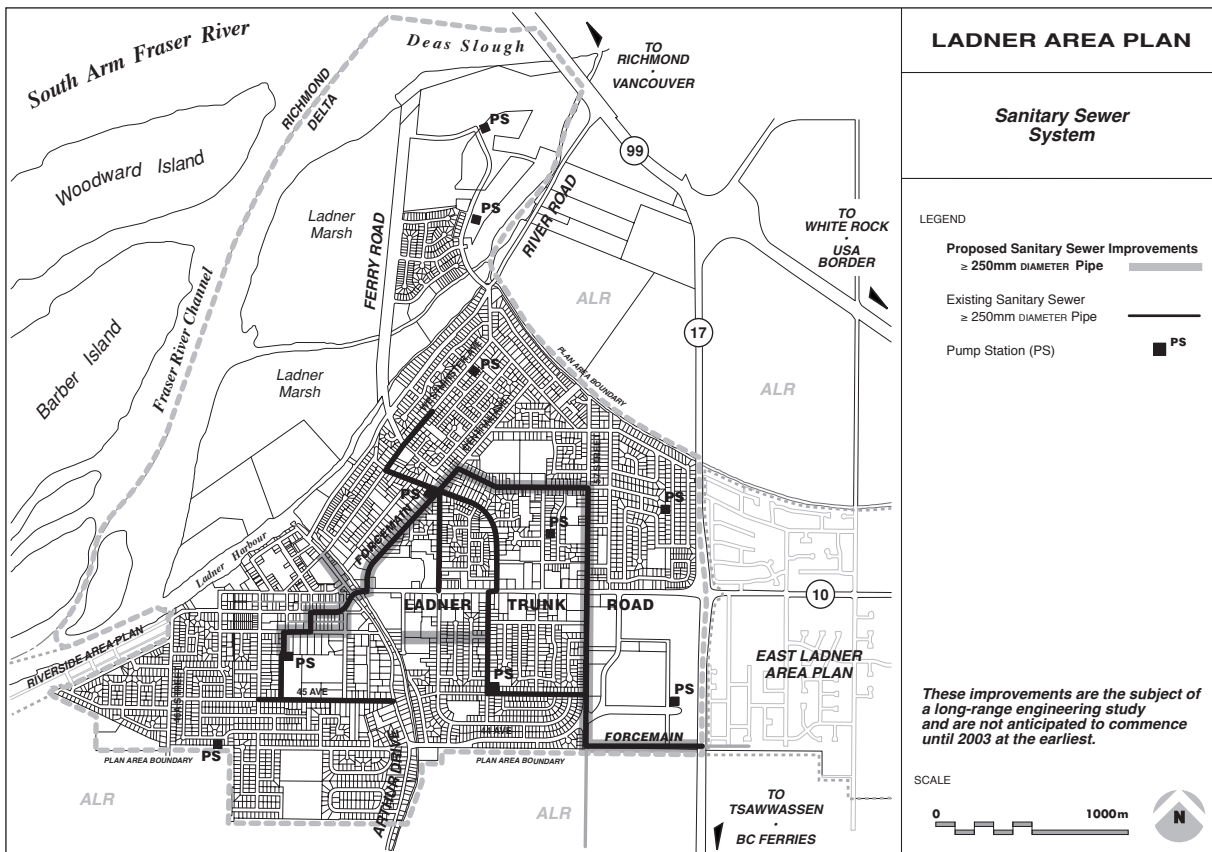 LADNER AREA PLAN
Sanitary Sewer
System
LEGEND
Proposed Sanitary Sewer Improvements
≥ 250mm DIAMETER Pipe
Existing Sanitary Sewer
≥ 250mm DIAMETER Pipe
Pump Station (PS)
PS
These improvements are the subject of
a long-range engineering study
and are not anticipated to commence
until 2003 at the earliest.
SCALE
0 1000m
N
South Arm Fraser River
Deas Slough
RICHMOND
DELTA
TO
RICHMOND
•
VANCOUVER
99
Woodward Island
PS
PS
Ladner
Marsh
FERRY ROAD
RIVER ROAD
TO
WHITE ROCK
•
USA
BORDER
ALR
17
Fraser River Channel
Barber Island
Ladner
Marsh
PLAN AREA BOUNDARY
ALR
PS
PS
PS
PS
FORCEMAIN
Ladner Harbour
LADNER TRUNK ROAD
10
RIVERSIDE AREA PLAN
EAST LADNER
AREA PLAN
PS
PS
PS
45 AVE
44 AVE
FORCEMAIN
PS
PLAN AREA BOUNDARY
PLAN AREA BOUNDARY
ARTHUR DRIVE
ALR
ALR
TO
TSAWWASSEN
•
BC FERRIES